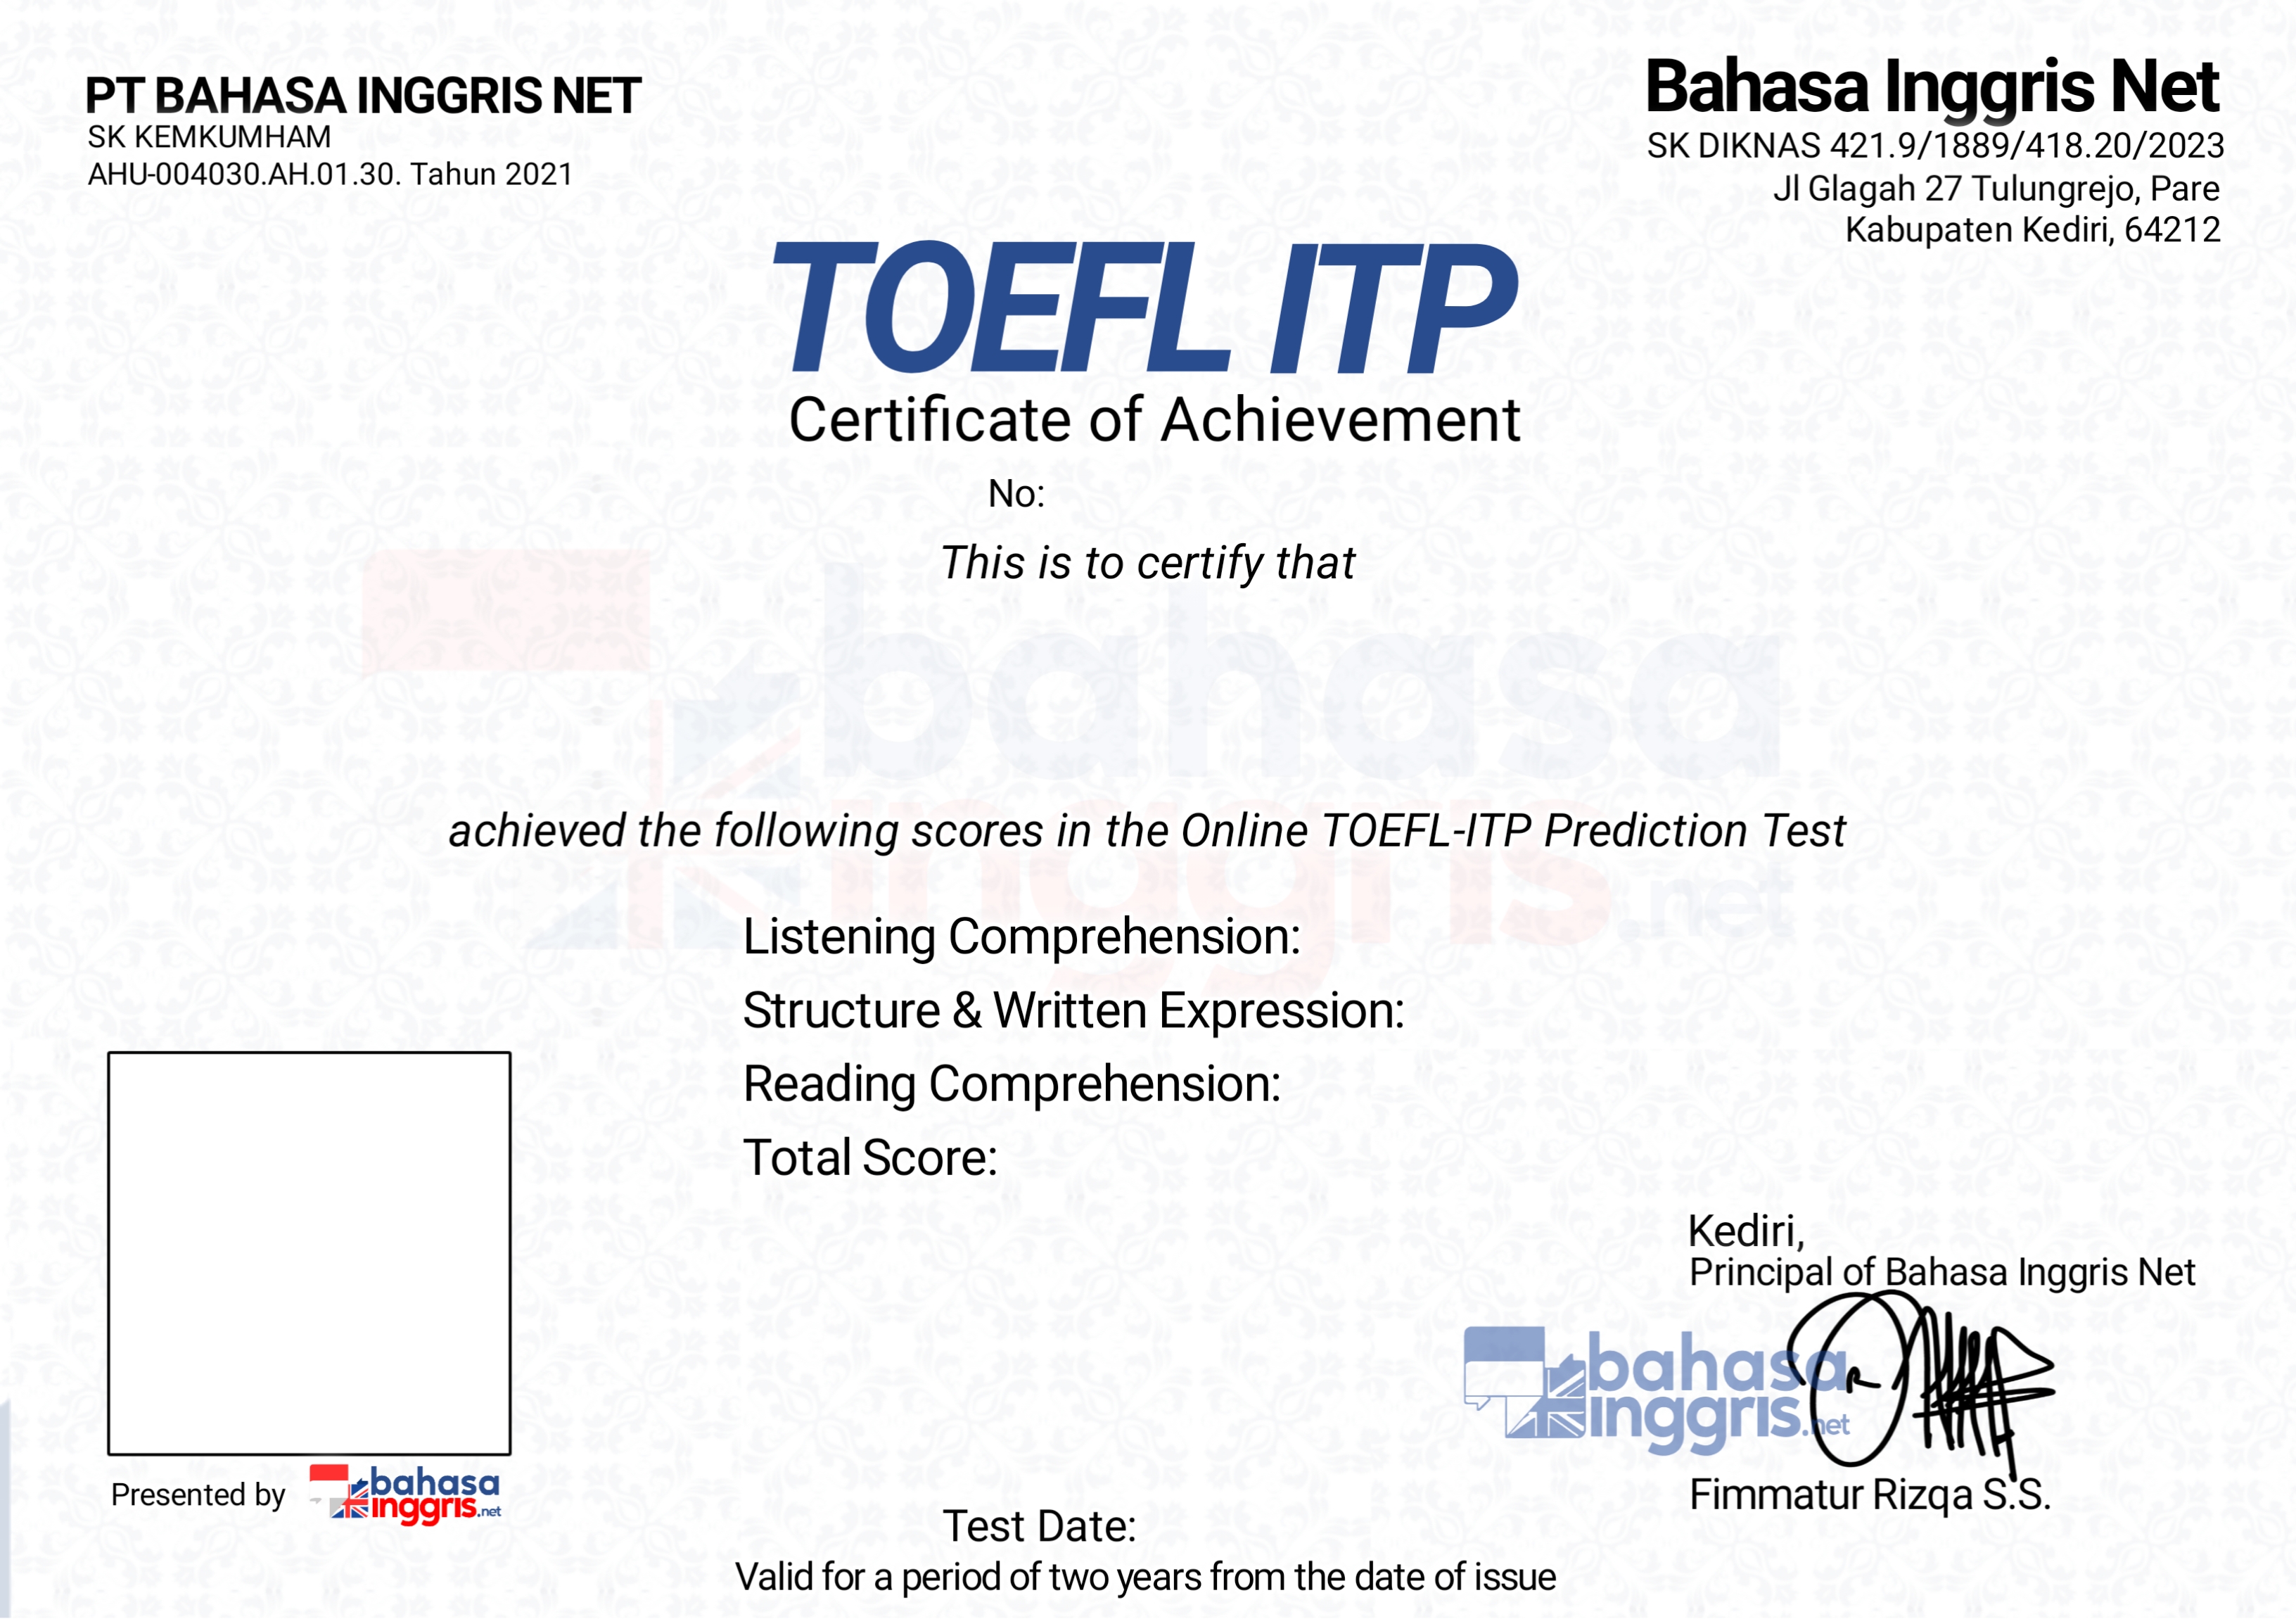 PT BAHASA INGGRIS NET
SK KEMKUMHAM
AHU-004030.AH.01.30. Tahun 2021
Bahasa Inggris Net
SK DIKNAS 421.9/1889/418.20/2023
Jl Glagah 27 Tulungrejo, Pare
Kabupaten Kediri, 64212
TOEFL ITP
Certificate of Achievement
No:
This is to certify that
bahasa
inggris.net
achieved the following scores in the Online TOEFL-ITP Prediction Test
Listening Comprehension:
Structure & Written Expression:
Reading Comprehension:
Total Score:
Kediri,
Principal of Bahasa Inggris Net
bahasa
inggris.net
Fimmatur Rizqa S.S.
Presented by
bahasa
inggris.net
Test Date:
Valid for a period of two years from the date of issue